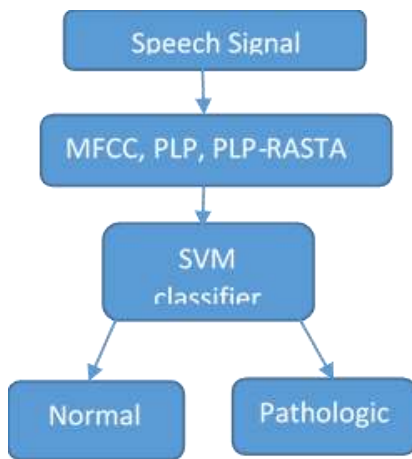 Speech Signal
MFCC, PLP, PLP-RASTA
SVM
classifier
Normal
Pathologic